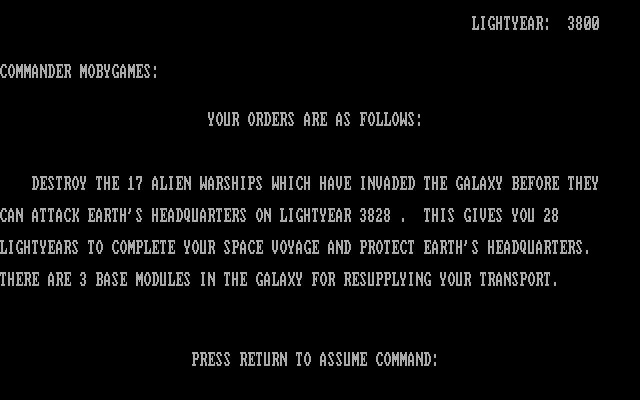 LIGHTYEAR: 3800
COMMANDER MOBYGAMES:
YOUR ORDERS ARE AS FOLLOWS:
DESTROY THE 17 ALIEN WARSHIPS WHICH HAVE INVADED THE GALAXY BEFORE THEY
CAN ATTACK EARTH'S HEADQUARTERS ON LIGHTYEAR 3828 . THIS GIVES YOU 28
LIGHTYEARS TO COMPLETE YOUR SPACE VOYAGE AND PROTECT EARTH'S HEADQUARTERS.
THERE ARE 3 BASE MODULES IN THE GALAXY FOR RESUPPLYING YOUR TRANSPORT.
PRESS RETURN TO ASSUME COMMAND: